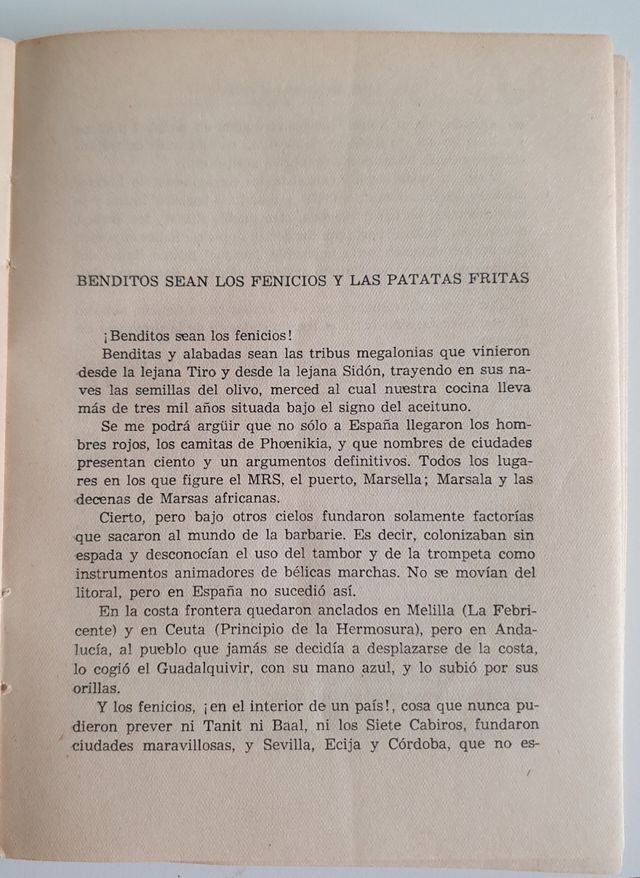 BENDITOS SEAN LOS FENICIOS Y LAS PATATAS FRITAS
¡Benditos sean los fenicios!
Benditas y alabadas sean las tribus megalonias que vinieron
desde la lejana Tiro y desde la lejana Sidón, trayendo en sus na-
ves las semillas del olivo, merced al cual nuestra cocina lleva
más de tres mil años situada bajo el signo del aceituno.
Se me podrá argüir que no sólo a España llegaron los hom-
bres rojos, los camitas de Phœnikia, y que nombres de ciudades
presentan ciento y un argumentos definitivos. Todos los luga-
res en los que figure el MRS, el puerto, Marsella; Marsala y las
decenas de Marsas africanas.
Cierto, pero bajo otros cielos fundaron solamente factorías
que sacaron al mundo de la barbarie. Es decir, colonizaban sin
espada y desconocían el uso del tambor y de la trompeta como
instrumentos animadores de bélicas marchas. No se movían del
litoral, pero en España no sucedió así.
En la costa frontera quedaron anclados en Melilla (La Febri-
cente) y en Ceuta (Principio de la Hermosura), pero en Anda-
lucía, al pueblo que jamás se decidía a desplazarse de la costa,
lo cogió el Guadalquivir, con su mano azul, y lo subió por sus
orillas.
Y los fenicios, ¡en el interior de un país!, cosa que nunca pu-
dieron prever ni Tanit ni Baal, ni los Siete Cabiros, fundaron
ciudades maravillosas, y Sevilla, Ecija y Córdoba, que no es-